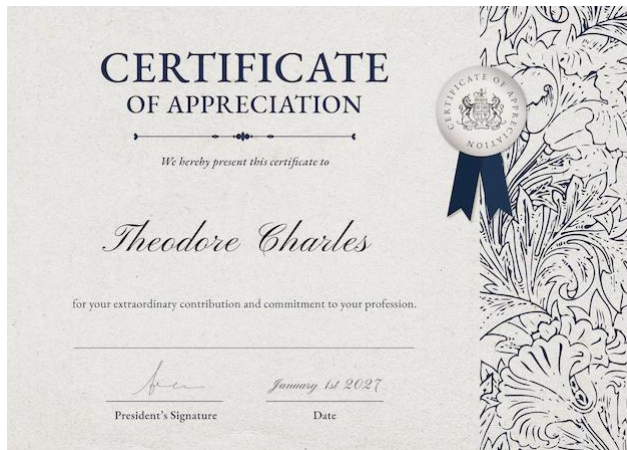 CERTIFICATE
OF APPRECIATION
We hereby present this certificate to
CERTIFICATE OF APPRECIATION
Theodore Charles
for your extraordinary contribution and commitment to your profession.
January 1st 2027
President's Signature
Date